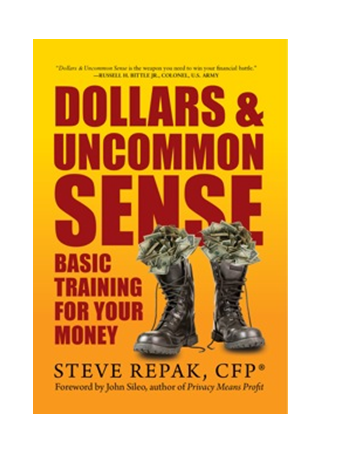 "Dollars & Uncommon Sense is the weapon you need to win your financial battle."
—RUSSELL H. RITTLE JR., COLONEL, U.S. ARMY
DOLLARS &
UNCOMMON
SENSE
BASIC
TRAINING
FOR YOUR
MONEY
STEVE REPAK, CFP®
Foreword by John Sileo, author of Privacy Means Profit